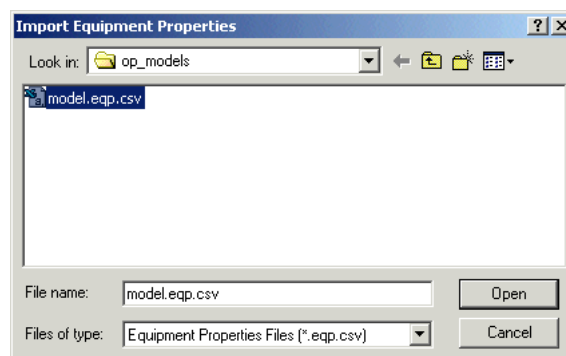 Import Equipment Properties
Look in: op_models
model.eqp.csv
File name: model.eqp.csv Open
Files of type: Equipment Properties Files (*.eqp.csv) Cancel